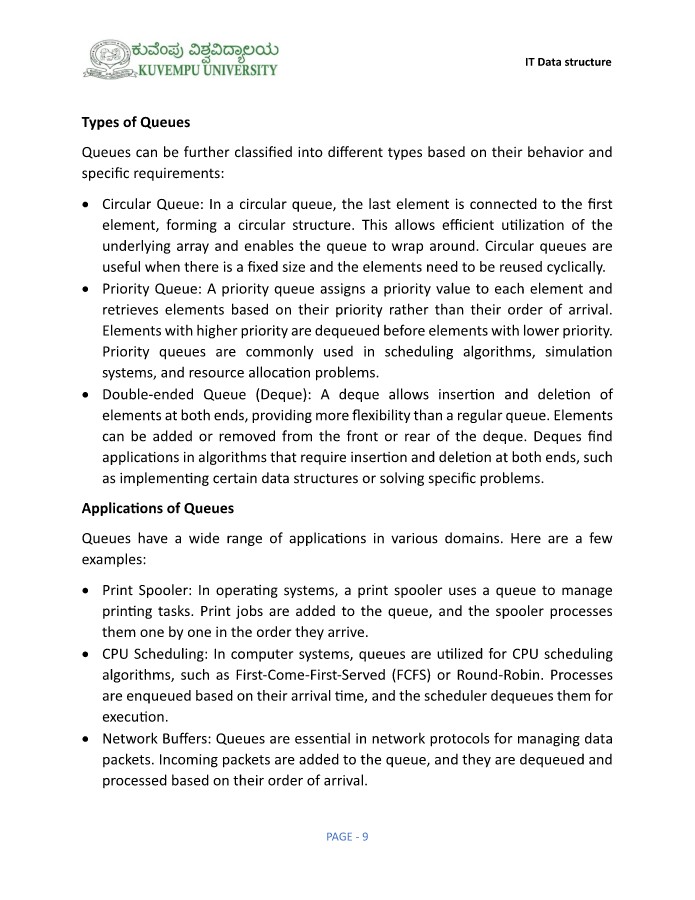 ಕುವೆಂಪು ವಿಶ್ವವಿದ್ಯಾಲಯ
KUVEMPU UNIVERSITY
IT Data structure
Types of Queues
Queues can be further classified into different types based on their behavior and
specific requirements:
• Circular Queue: In a circular queue, the last element is connected to the first
element, forming a circular structure. This allows efficient utilization of the
underlying array and enables the queue to wrap around. Circular queues are
useful when there is a fixed size and the elements need to be reused cyclically.
• Priority Queue: A priority queue assigns a priority value to each element and
retrieves elements based on their priority rather than their order of arrival.
Elements with higher priority are dequeued before elements with lower priority.
Priority queues are commonly used in scheduling algorithms, simulation
systems, and resource allocation problems.
• Double-ended Queue (Deque): A deque allows insertion and deletion of
elements at both ends, providing more flexibility than a regular queue. Elements
can be added or removed from the front or rear of the deque. Deques find
applications in algorithms that require insertion and deletion at both ends, such
as implementing certain data structures or solving specific problems.
Applications of Queues
Queues have a wide range of applications in various domains. Here are a few
examples:
• Print Spooler: In operating systems, a print spooler uses a queue to manage
printing tasks. Print jobs are added to the queue, and the spooler processes
them one by one in the order they arrive.
• CPU Scheduling: In computer systems, queues are utilized for CPU scheduling
algorithms, such as First-Come-First-Served (FCFS) or Round-Robin. Processes
are enqueued based on their arrival time, and the scheduler dequeues them for
execution.
• Network Buffers: Queues are essential in network protocols for managing data
packets. Incoming packets are added to the queue, and they are dequeued and
processed based on their order of arrival.
PAGE - 9